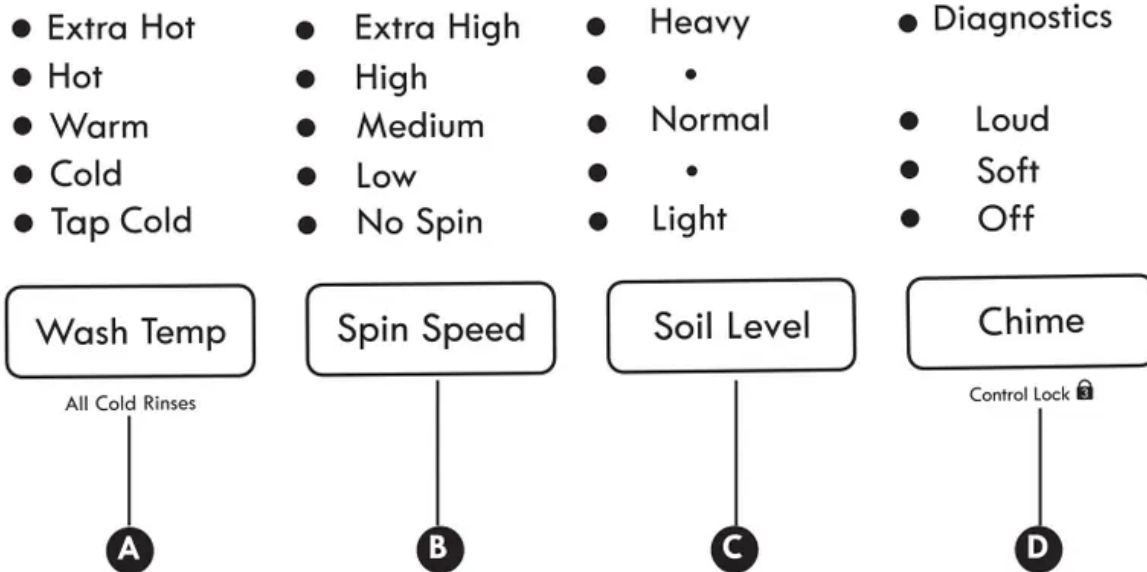 Extra Hot
Hot
Warm
Cold
Tap Cold
Wash Temp
All Cold Rinses
A
Extra High
High
Medium
Low
No Spin
Spin Speed
B
Heavy
Normal
Light
Soil Level
C
Diagnostics
Loud
Soft
Off
Chime
Control Lock 3
D